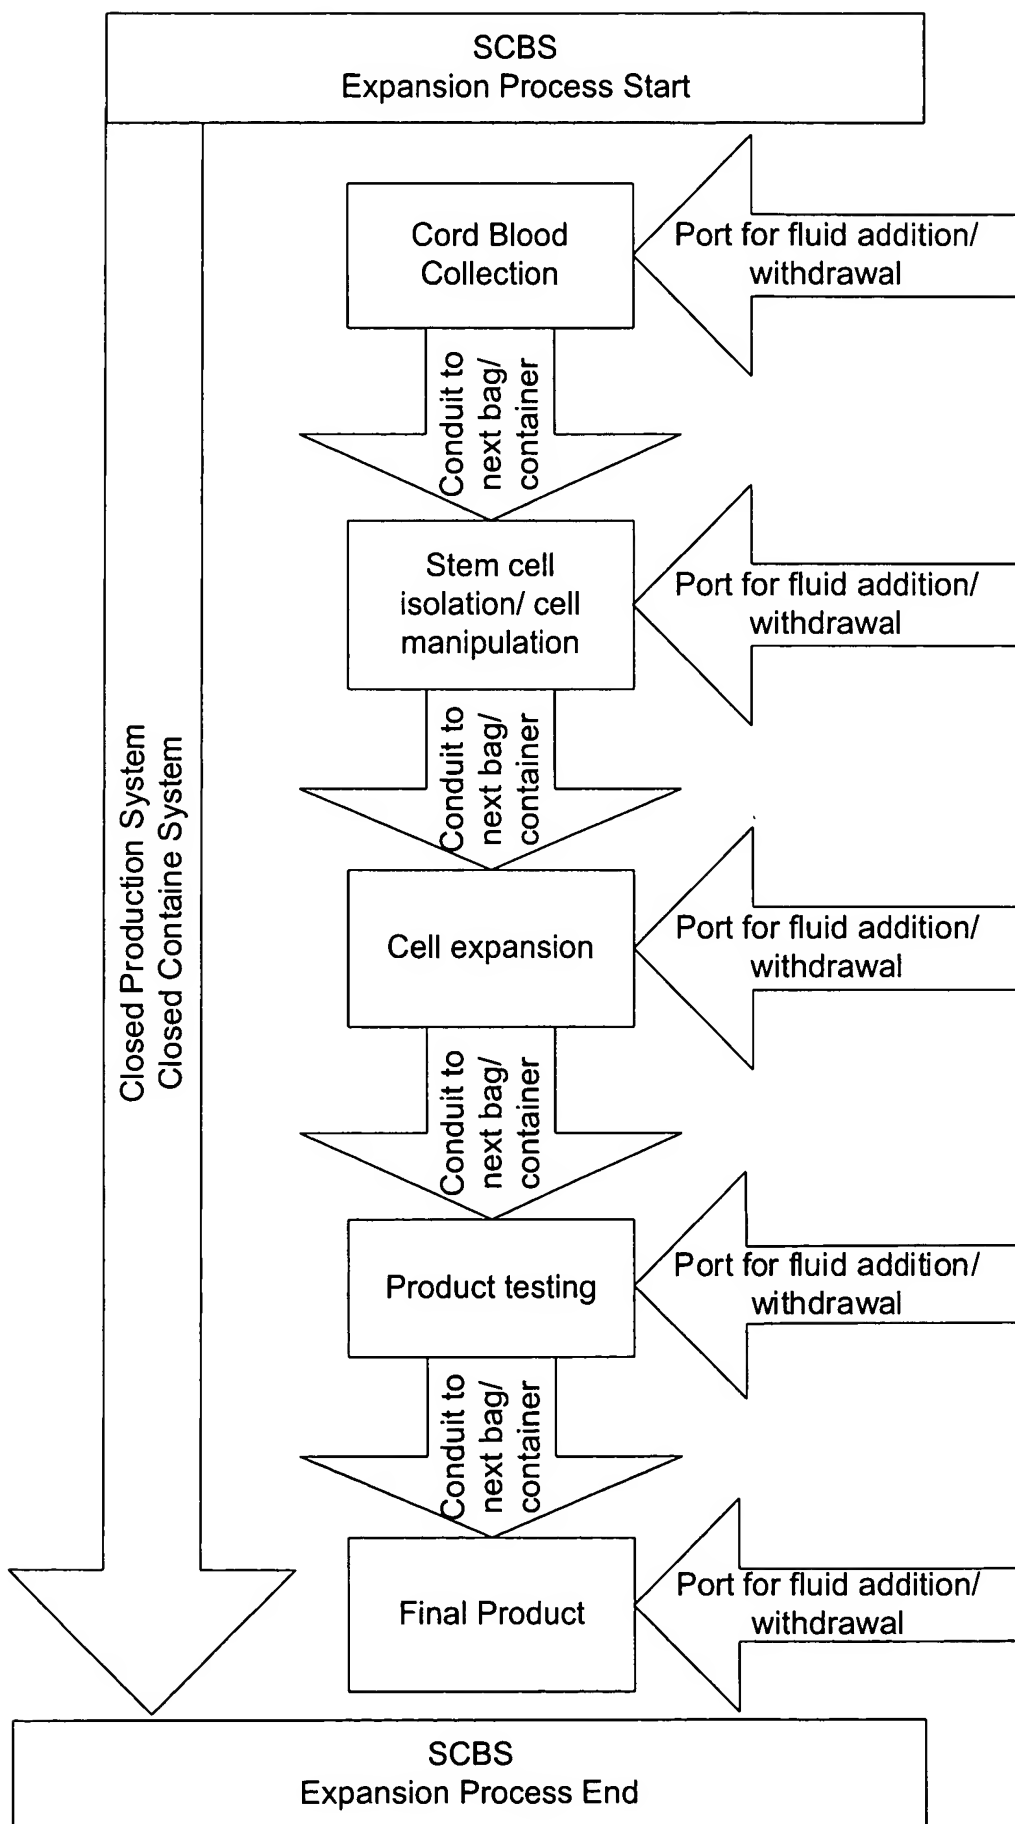 SCBS
Expansion Process Start
Cord Blood
Collection
Port for fluid addition/
withdrawal
Conduit to
next bag/
container
Stem cell
isolation/ cell
manipulation
Port for fluid addition/
withdrawal
Conduit to
next bag/
container
Closed Production System
Closed Containe System
Cell expansion
Port for fluid addition/
withdrawal
Conduit to
next bag/
container
Product testing
Port for fluid addition/
withdrawal
Conduit to
next bag/
container
Final Product
Port for fluid addition/
withdrawal
SCBS
Expansion Process End